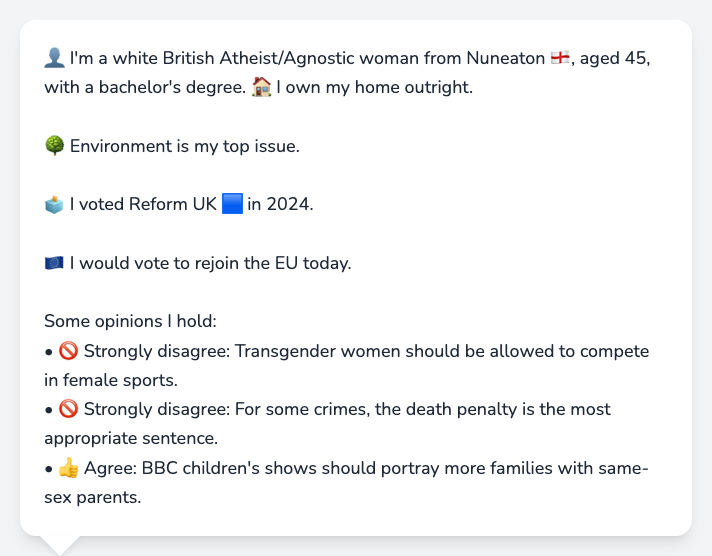 👤 I'm a white British Atheist/Agnostic woman from Nuneaton 🏴󠁧󠁢󠁥󠁮󠁧󠁿, aged 45,
with a bachelor's degree. 🏠 I own my home outright.
🌳 Environment is my top issue.
🗳️ I voted Reform UK 🟦 in 2024.
🇪🇺 I would vote to rejoin the EU today.
Some opinions I hold:
• 🚫 Strongly disagree: Transgender women should be allowed to compete
in female sports.
• 🚫 Strongly disagree: For some crimes, the death penalty is the most
appropriate sentence.
• 👍 Agree: BBC children's shows should portray more families with same-
sex parents.